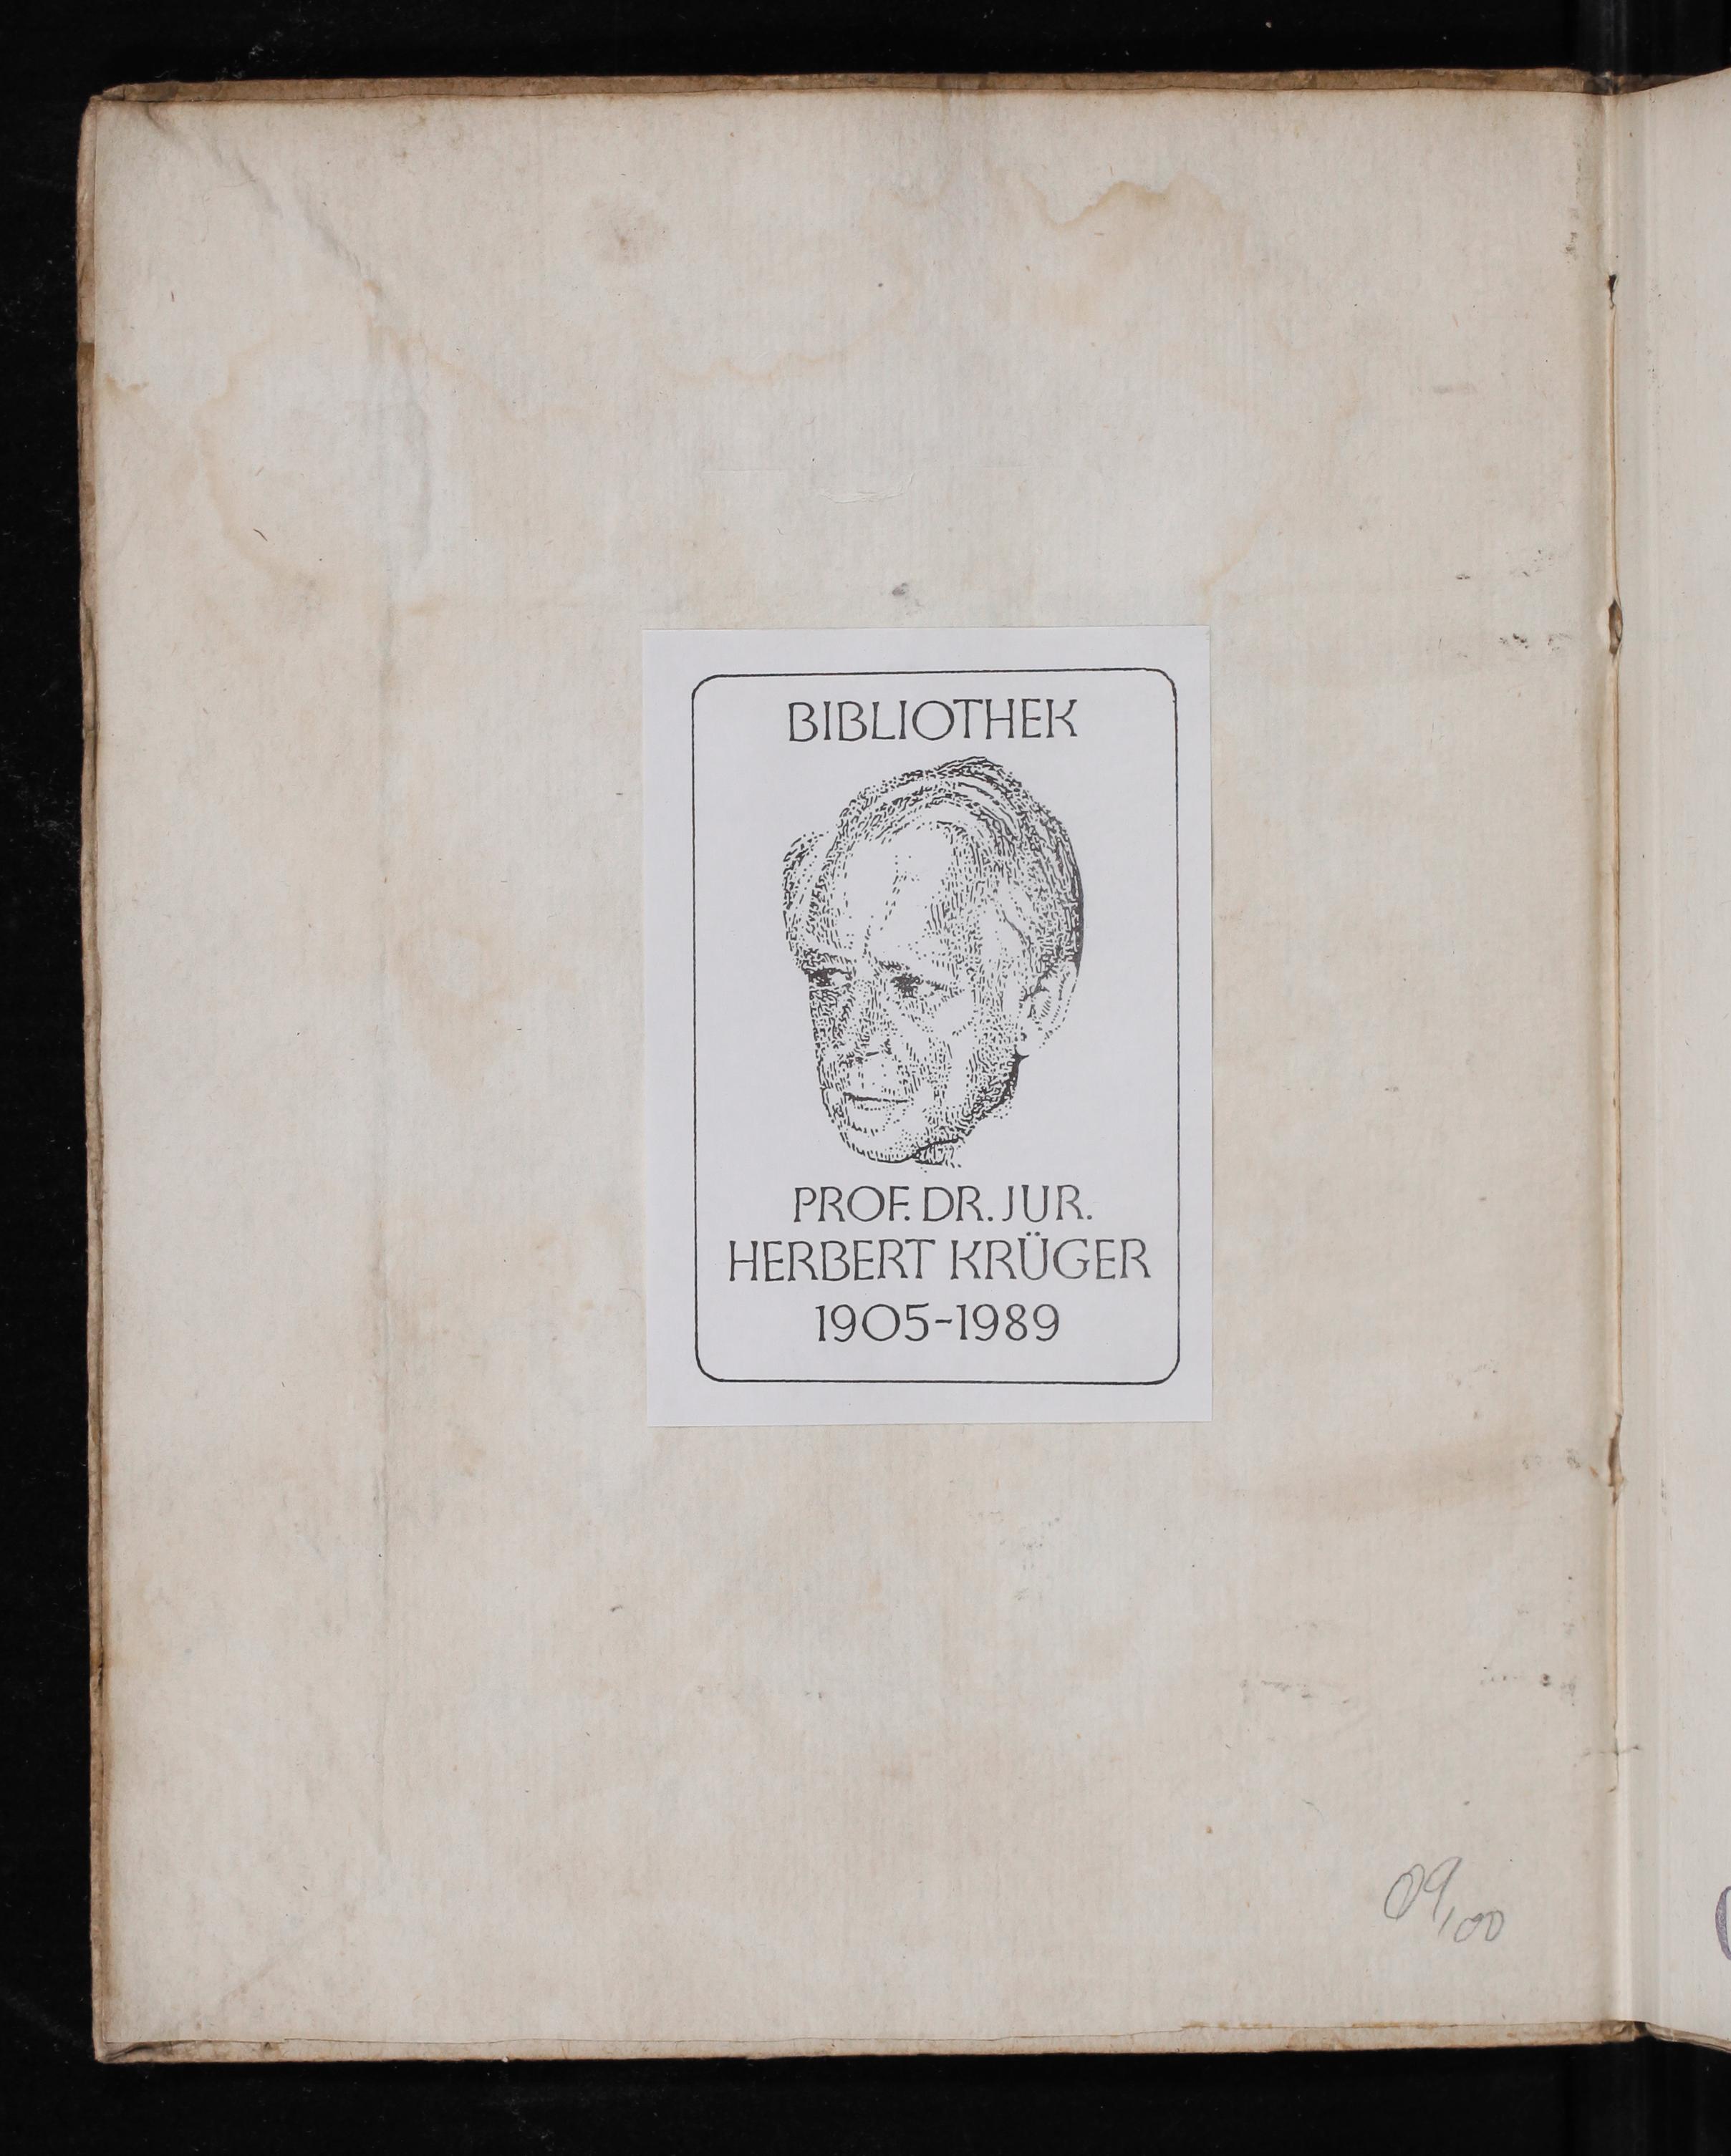 BIBLIOTHEK
PROF. DR. JUR.
HERBERT KRÜGER
1905-1989
09,00